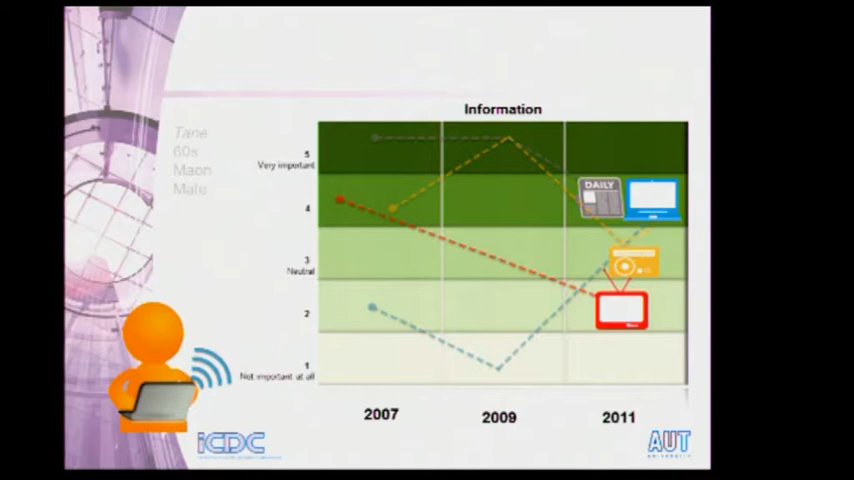 Information
Tane
60s
Maori
Male
5
Very important
4
3
Neutral
2
1
Not important at all
DAILY
2007
2009
2011
iCDC
AUT
UNIVERSITY